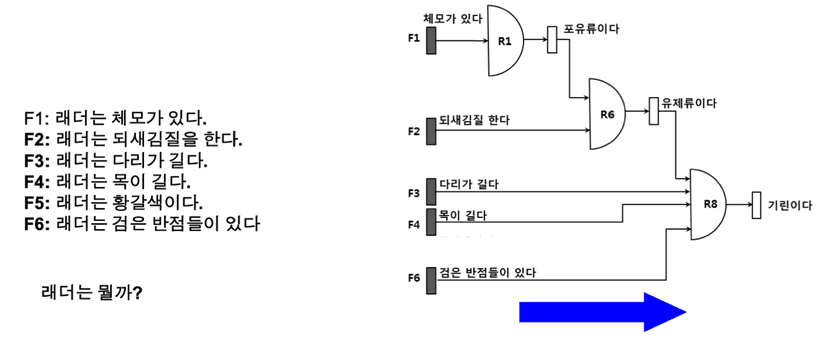 F1: 래더는 체모가 있다.
F2: 래더는 되새김질을 한다.
F3: 래더는 다리가 길다.
F4: 래더는 목이 길다.
F5: 래더는 황갈색이다.
F6: 래더는 검은 반점들이 있다
래더는 뭘까?
체모가 있다
F1
R1
포유류이다
F2
되새김질 한다
R6
유제류이다
F3
다리가 길다
F4
목이 길다
R8
기린이다
F6
검은 반점들이 있다